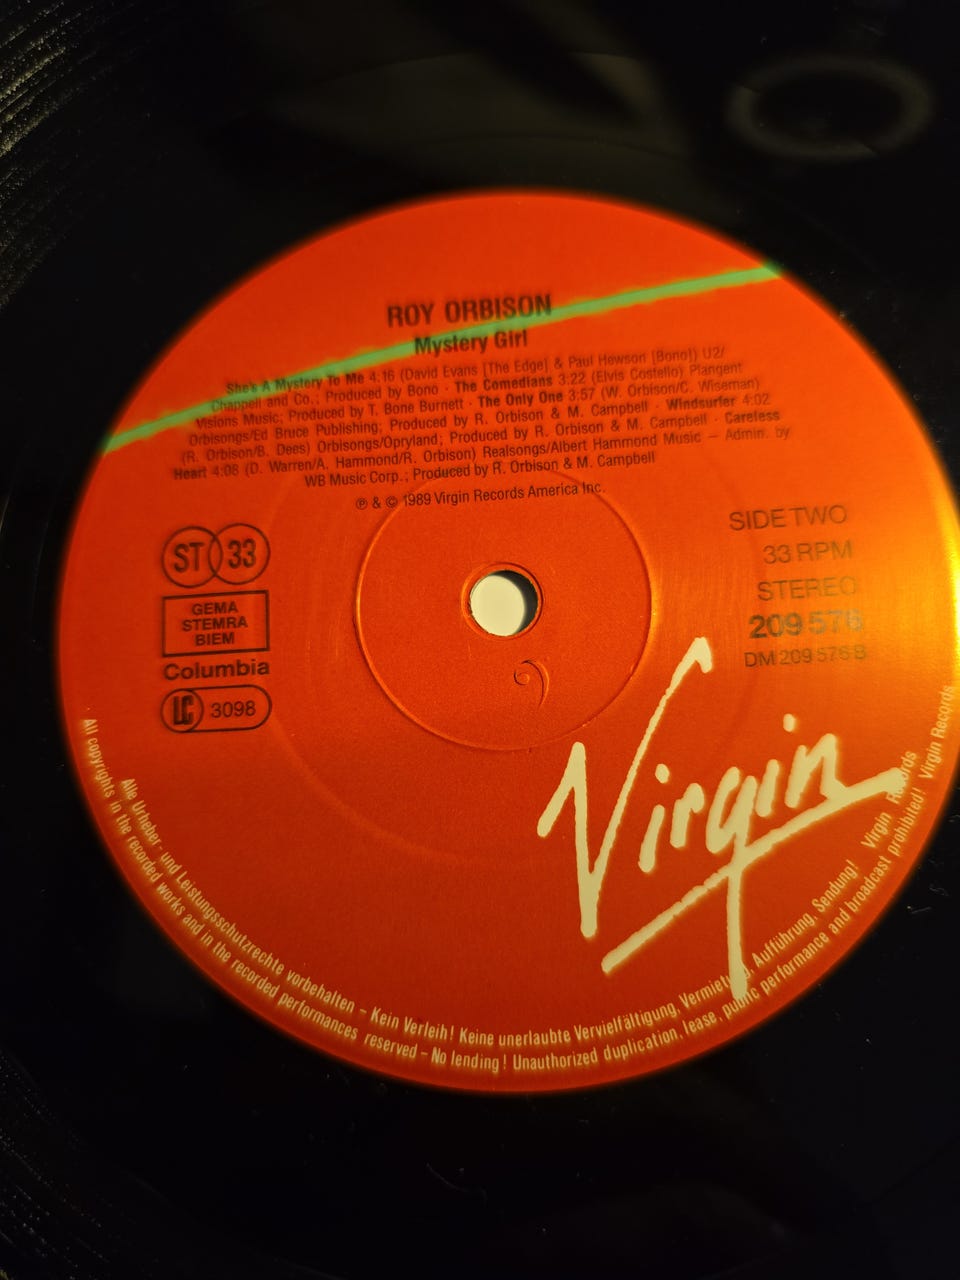 ROY ORBISON
Mystery Girl
She's A Mystery To Me 4:16 (David Evans [The Edge] & Paul Hewson [Bono]) U2/
Chappell and Co.; Produced by Bono · The Comedians 3:22 (Elvis Costello) Plangent
Visions Music; Produced by T. Bone Burnett · The Only One 3:57 (W. Orbison/C. Wiseman)
Orbisongs/Ed Bruce Publishing; Produced by R. Orbison & M. Campbell · Windsurfer 4:02
(R. Orbison/B. Dees) Orbisongs/Opryland; Produced by R. Orbison & M. Campbell · Careless
Heart 4:08 (D. Warren/A. Hammond/R. Orbison) Realsongs/Albert Hammond Music – Admin. by
WB Music Corp.; Produced by R. Orbison & M. Campbell
℗ & © 1989 Virgin Records America Inc.
ST 33
GEMA
STEMRA
BIEM
Columbia
LC 3098
SIDE TWO
33 RPM
STEREO
209 576
DM 209 576 B
Virgin
Alle Urheber- und Leistungsschutzrechte vorbehalten – Kein Verleih! Keine unerlaubte Vervielfältigung, Vermietung, Aufführung, Sendung! Virgin Records
All copyrights in the recorded works and in the recorded performances reserved – No lending! Unauthorized duplication, lease, public performance and broadcast prohibited! Virgin Records